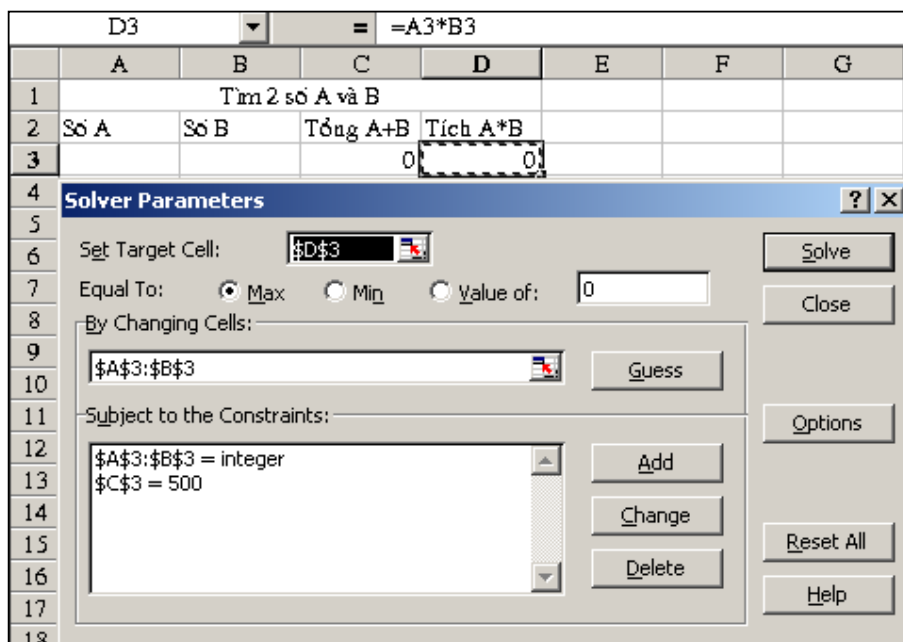 D3 = =A3*B3
A B C D E F G
1 Tìm 2 số A và B
2 Số A Số B Tổng A+B Tích A*B
3 0 0
4
Solver Parameters ? X
5
6
Set Target Cell: $D$3 Solve
7
Equal To: Max Min Value of: 0 Close
8
By Changing Cells:
9
$A$3:$B$3 Guess
10
11
Subject to the Constraints: Options
12
$A$3:$B$3 = integer Add
13
$C$3 = 500
14
Change
15
Reset All
16
Delete
17
Help
18